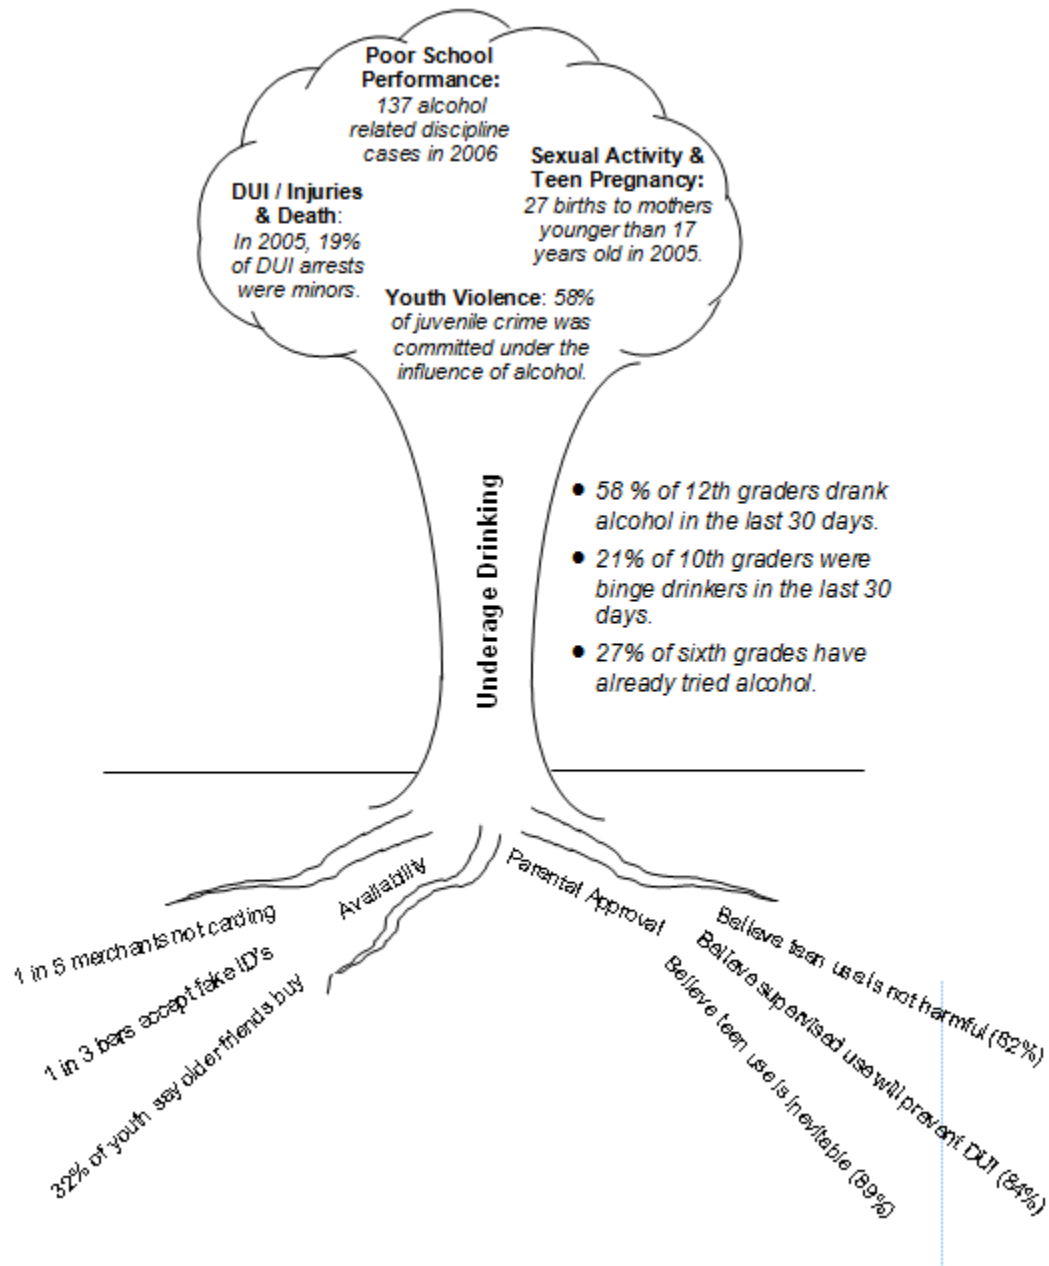 Poor School
Performance:
137 alcohol
related discipline
cases in 2006
Sexual Activity &
Teen Pregnancy:
27 births to mothers
younger than 17
years old in 2005.
DUI / Injuries
& Death:
In 2005, 19%
of DUI arrests
were minors.
Youth Violence: 58%
of juvenile crime was
committed under the
influence of alcohol.
Underage Drinking
• 58 % of 12th graders drank
alcohol in the last 30 days.
• 21% of 10th graders were
binge drinkers in the last 30
days.
• 27% of sixth grades have
already tried alcohol.
Availability
1 in 5 merchants not carding
1 in 3 bars accept fake ID's
32% of youth say older friends buy
Parental Approval
Believe teen use is not harmful
Believe supervised use will prevent DUI (84%)
Believe teen use is inevitable (89%)